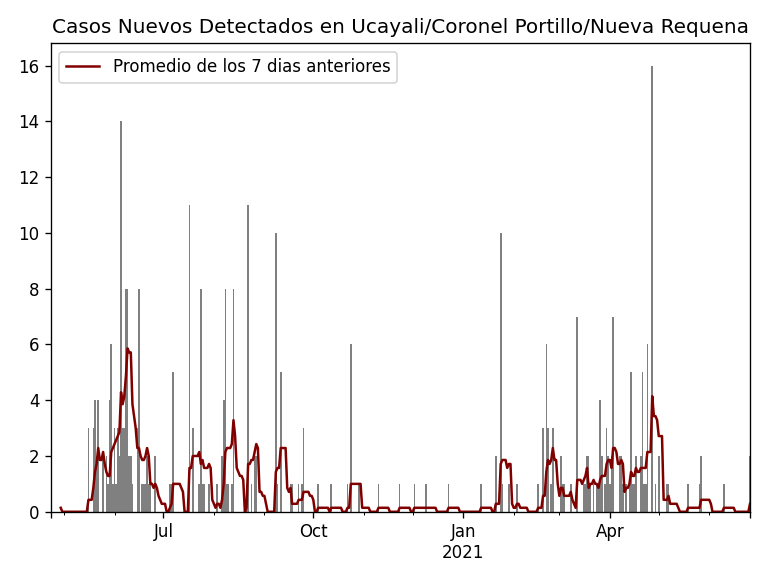 Casos Nuevos Detectados en Ucayali/Coronel Portillo/Nueva Requena
Promedio de los 7 dias anteriores
16
14
12
10
8
6
4
2
0
Jul
Oct
Jan
2021
Apr